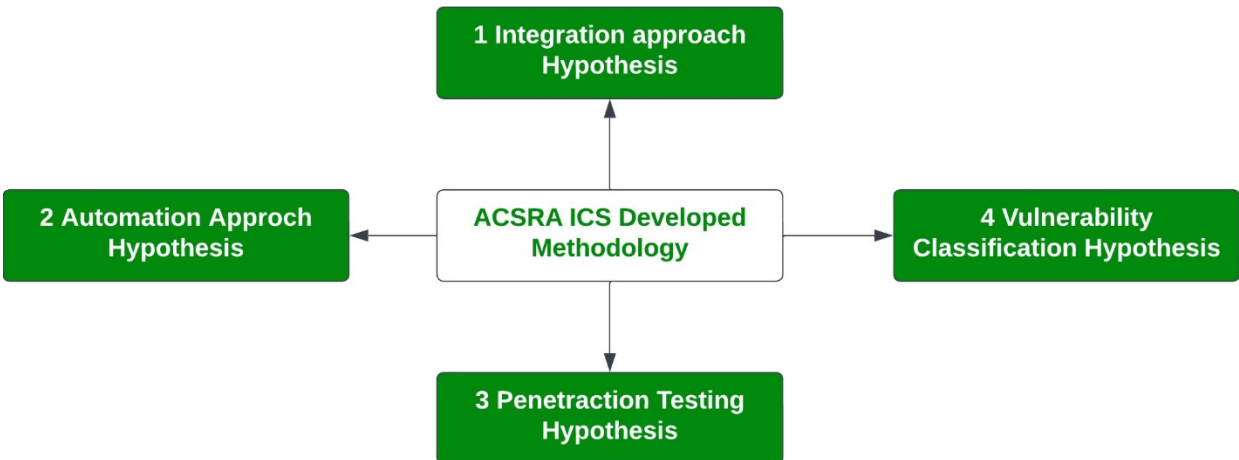 1 Integration approach
Hypothesis
2 Automation Approch
Hypothesis
ACSRA ICS Developed
Methodology
4 Vulnerability
Classification Hypothesis
3 Penetraction Testing
Hypothesis